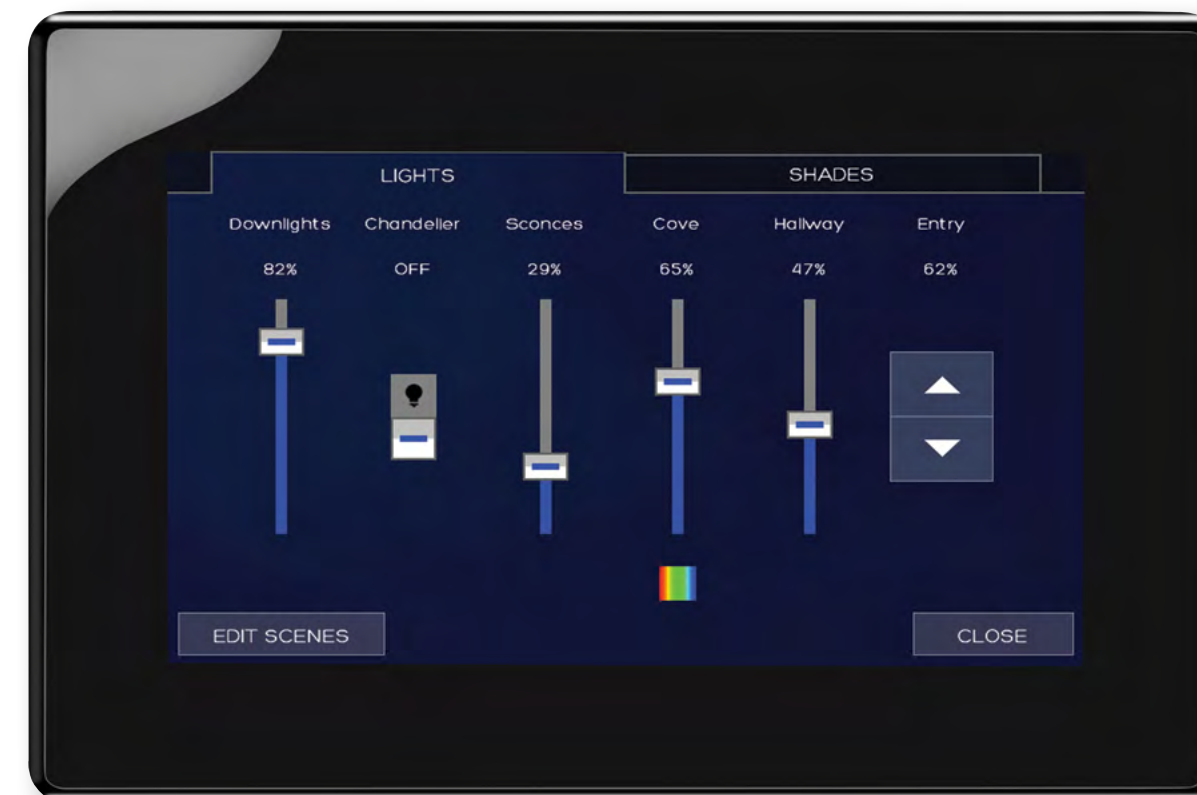 LIGHTS SHADES
Downlights Chandelier Sconces Cove Hallway Entry
82% OFF 29% 65% 47% 62%
EDIT SCENES CLOSE